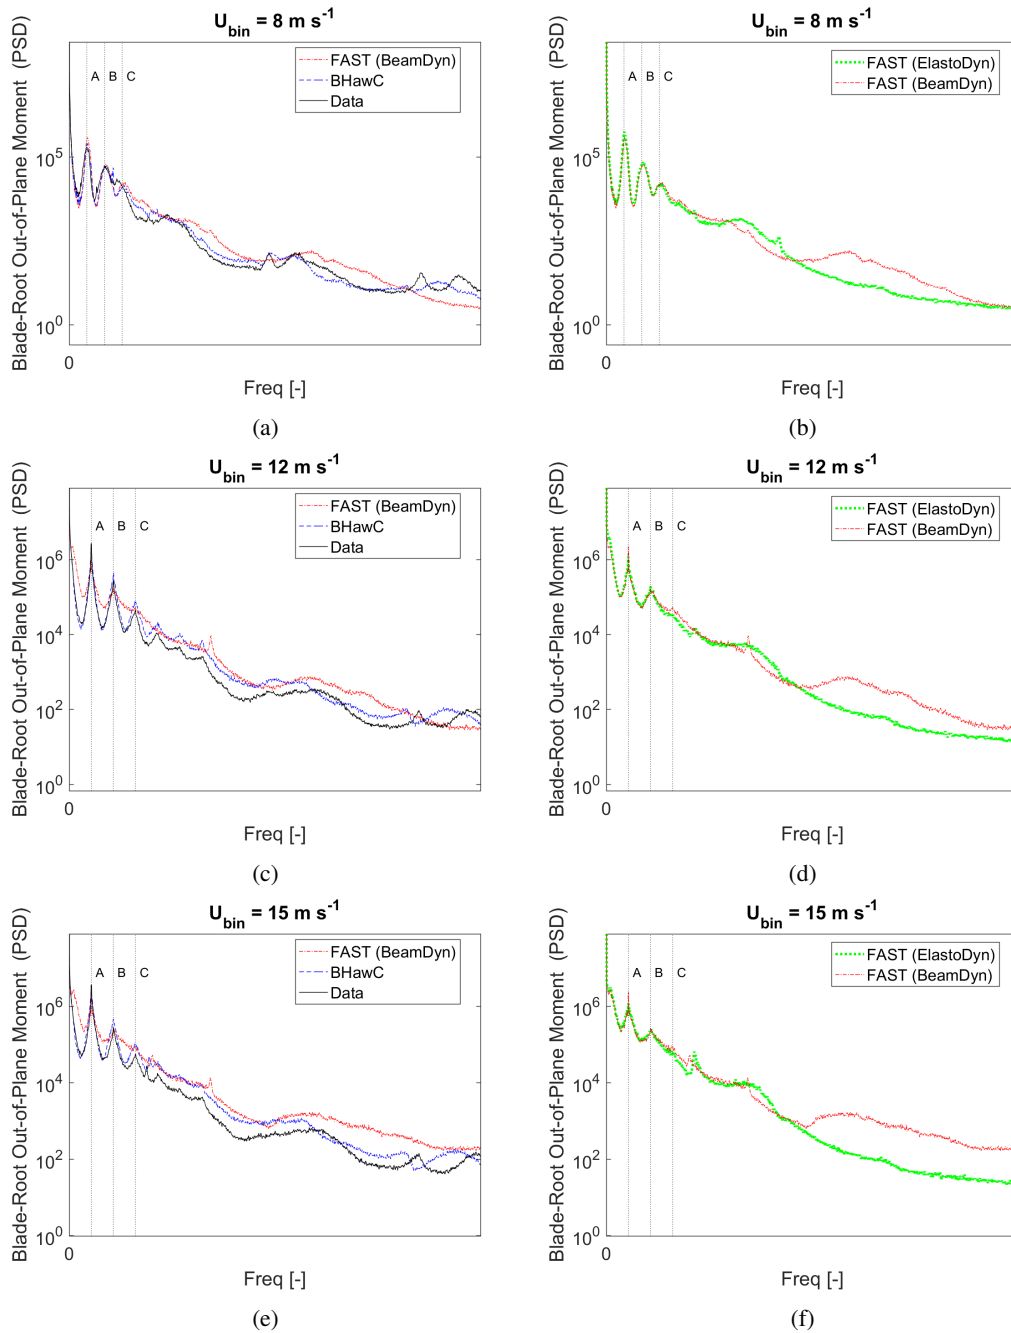 U_bin = 8 m s^-1
Blade-Root Out-of-Plane Moment (PSD)
10^5
10^0
A B C
FAST (BeamDyn)
BHawC
Data
0
Freq [-]
(a)
U_bin = 8 m s^-1
Blade-Root Out-of-Plane Moment (PSD)
10^5
10^0
A B C
FAST (ElastoDyn)
FAST (BeamDyn)
0
Freq [-]
(b)
U_bin = 12 m s^-1
Blade-Root Out-of-Plane Moment (PSD)
10^6
10^4
10^2
10^0
A B C
FAST (BeamDyn)
BHawC
Data
0
Freq [-]
(c)
U_bin = 12 m s^-1
Blade-Root Out-of-Plane Moment (PSD)
10^6
10^4
10^2
10^0
A B C
FAST (ElastoDyn)
FAST (BeamDyn)
0
Freq [-]
(d)
U_bin = 15 m s^-1
Blade-Root Out-of-Plane Moment (PSD)
10^6
10^4
10^2
10^0
A B C
FAST (BeamDyn)
BHawC
Data
0
Freq [-]
(e)
U_bin = 15 m s^-1
Blade-Root Out-of-Plane Moment (PSD)
10^6
10^4
10^2
10^0
A B C
FAST (ElastoDyn)
FAST (BeamDyn)
0
Freq [-]
(f)